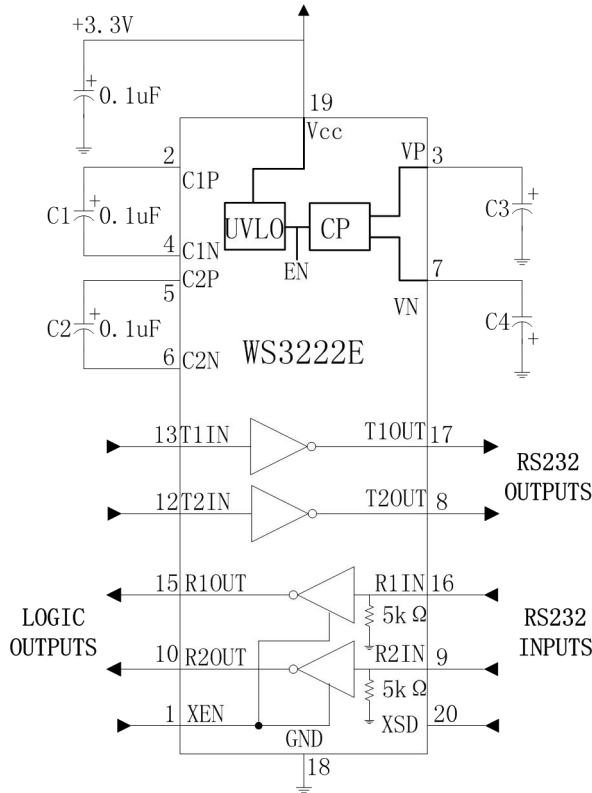 +3.3V
0.1uF
19
Vcc
2
C1P
VP
3
C1
0.1uF
C3
UVLO
CP
4
C1N
EN
C2P
5
7
VN
C2
0.1uF
C4
WS3222E
6
C2N
13
T1IN
T1OUT
17
RS232
OUTPUTS
12
T2IN
T2OUT
8
15
R1OUT
R1IN
16
5kΩ
LOGIC
OUTPUTS
RS232
INPUTS
10
R2OUT
R2IN
9
5kΩ
1
XEN
XSD
20
GND
18